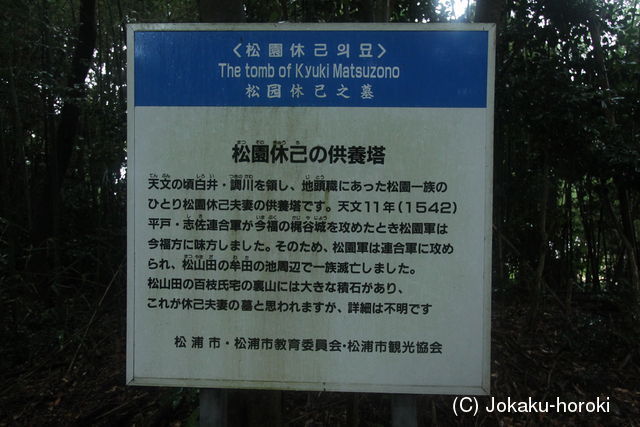 <松園休己의묘>
The tomb of Kyuki Matsuzono
松园休己之墓
松園休己の供養塔
天文の頃白井・調川を領し、地頭職にあった松園一族の
ひとり松園休己夫妻の供養塔です。天文11年(1542)
平戸・志佐連合軍が今福の梶谷城を攻めたとき松園軍は
今福方に味方しました。そのため、松園軍は連合軍に攻め
られ、松山田の牟田の池周辺で一族滅亡しました。
松山田の百枝氏宅の裏山には大きな積石があり、
これが休己夫妻の墓と思われますが、詳細は不明です
松浦市・松浦市教育委員会・松浦市観光協会
(C) Jokaku-horoki